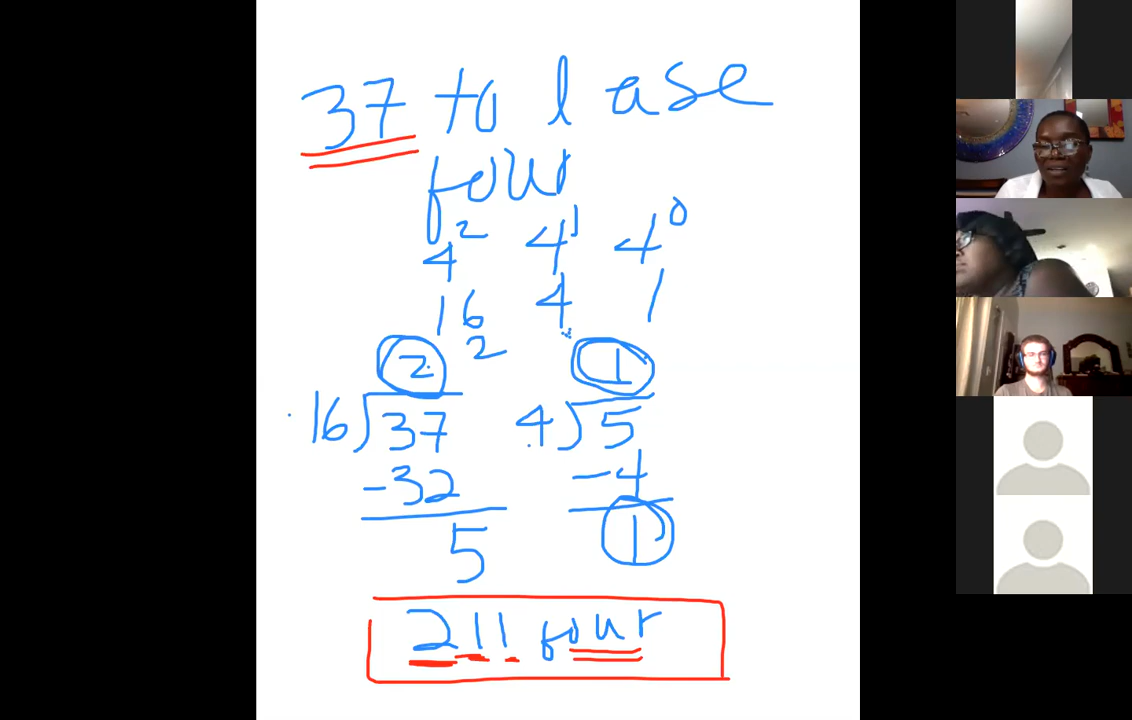 37 to base
four
4² 4¹ 4⁰
16 4 1
2 2 1
16)37 4)5
-32 -4
5 1
211 four